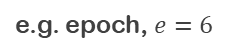 e.g. epoch, e = 6